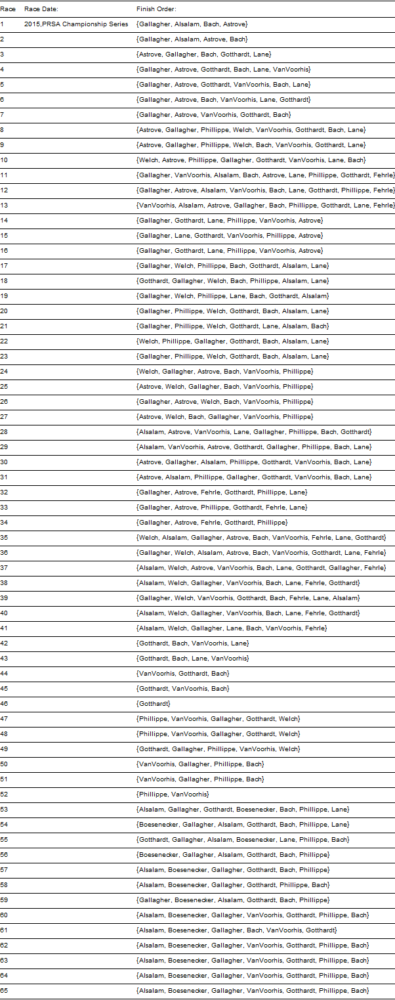 Race Race Date: Finish Order:
1 2015,PRSA Championship Series {Gallagher, Alsalam, Bach, Astrove}
2 {Gallagher, Alsalam, Astrove, Bach}
3 {Astrove, Gallagher, Bach, Gotthardt, Lane}
4 {Gallagher, Astrove, Gotthardt, Bach, Lane, VanVoorhis}
5 {Gallagher, Astrove, Gotthardt, VanVoorhis, Bach, Lane}
6 {Gallagher, Astrove, Bach, VanVoorhis, Lane, Gotthardt}
7 {Gallagher, Astrove, VanVoorhis, Gotthardt, Bach}
8 {Astrove, Gallagher, Phillippe, Welch, VanVoorhis, Gotthardt, Bach, Lane}
9 {Astrove, Gallagher, Phillippe, Welch, Bach, VanVoorhis, Gotthardt, Lane}
10 {Welch, Astrove, Phillippe, Gallagher, Gotthardt, VanVoorhis, Lane, Bach}
11 {Gallagher, VanVoorhis, Alsalam, Bach, Astrove, Lane, Phillippe, Gotthardt, Fehrle}
12 {Gallagher, Astrove, Alsalam, VanVoorhis, Bach, Lane, Gotthardt, Phillippe, Fehrle}
13 {VanVoorhis, Alsalam, Astrove, Gallagher, Bach, Phillippe, Gotthardt, Lane, Fehrle}
14 {Gallagher, Gotthardt, Lane, Phillippe, VanVoorhis, Astrove}
15 {Gallagher, Lane, Gotthardt, VanVoorhis, Phillippe, Astrove}
16 {Gallagher, Gotthardt, Lane, Phillippe, VanVoorhis, Astrove}
17 {Gallagher, Welch, Phillippe, Bach, Gotthardt, Alsalam, Lane}
18 {Gotthardt, Gallagher, Welch, Bach, Phillippe, Alsalam, Lane}
19 {Gallagher, Welch, Phillippe, Lane, Bach, Gotthardt, Alsalam}
20 {Gallagher, Phillippe, Welch, Gotthardt, Bach, Alsalam, Lane}
21 {Gallagher, Phillippe, Welch, Gotthardt, Lane, Alsalam, Bach}
22 {Welch, Phillippe, Gallagher, Gotthardt, Bach, Alsalam, Lane}
23 {Gallagher, Phillippe, Welch, Gotthardt, Bach, Alsalam, Lane}
24 {Welch, Gallagher, Astrove, Bach, VanVoorhis, Phillippe}
25 {Astrove, Welch, Gallagher, Bach, VanVoorhis, Phillippe}
26 {Gallagher, Astrove, Welch, Bach, VanVoorhis, Phillippe}
27 {Astrove, Welch, Bach, Gallagher, VanVoorhis, Phillippe}
28 {Alsalam, Astrove, VanVoorhis, Lane, Gallagher, Phillippe, Bach, Gotthardt}
29 {Alsalam, VanVoorhis, Astrove, Gotthardt, Gallagher, Phillippe, Bach, Lane}
30 {Astrove, Gallagher, Alsalam, Phillippe, Gotthardt, VanVoorhis, Bach, Lane}
31 {Astrove, Alsalam, Phillippe, Gallagher, Gotthardt, VanVoorhis, Bach, Lane}
32 {Gallagher, Astrove, Fehrle, Gotthardt, Phillippe, Lane}
33 {Gallagher, Astrove, Phillippe, Gotthardt, Fehrle, Lane}
34 {Gallagher, Astrove, Fehrle, Gotthardt, Phillippe}
35 {Welch, Alsalam, Gallagher, Astrove, Bach, VanVoorhis, Fehrle, Lane, Gotthardt}
36 {Gallagher, Welch, Alsalam, Astrove, Bach, VanVoorhis, Gotthardt, Lane, Fehrle}
37 {Alsalam, Welch, Astrove, VanVoorhis, Bach, Lane, Gotthardt, Gallagher, Fehrle}
38 {Alsalam, Welch, Gallagher, VanVoorhis, Bach, Lane, Fehrle, Gotthardt}
39 {Gallagher, Welch, VanVoorhis, Gotthardt, Bach, Fehrle, Lane, Alsalam}
40 {Alsalam, Welch, Gallagher, VanVoorhis, Bach, Lane, Fehrle, Gotthardt}
41 {Alsalam, Welch, Gallagher, Lane, Bach, VanVoorhis, Fehrle}
42 {Gotthardt, Bach, VanVoorhis, Lane}
43 {Gotthardt, Bach, Lane, VanVoorhis}
44 {VanVoorhis, Gotthardt, Bach}
45 {Gotthardt, VanVoorhis, Bach}
46 {Gotthardt}
47 {Phillippe, VanVoorhis, Gallagher, Gotthardt, Welch}
48 {Phillippe, VanVoorhis, Gallagher, Gotthardt, Welch}
49 {Gotthardt, Gallagher, Phillippe, VanVoorhis, Welch}
50 {VanVoorhis, Gallagher, Phillippe, Bach}
51 {VanVoorhis, Gallagher, Phillippe, Bach}
52 {Phillippe, VanVoorhis}
53 {Alsalam, Gallagher, Gotthardt, Boesenecker, Bach, Phillippe, Lane}
54 {Boesenecker, Gallagher, Alsalam, Gotthardt, Bach, Phillippe, Lane}
55 {Gotthardt, Gallagher, Alsalam, Boesenecker, Lane, Phillippe, Bach}
56 {Boesenecker, Gallagher, Alsalam, Gotthardt, Bach, Phillippe}
57 {Alsalam, Boesenecker, Gallagher, Gotthardt, Bach, Phillippe}
58 {Alsalam, Boesenecker, Gallagher, Gotthardt, Phillippe, Bach}
59 {Gallagher, Boesenecker, Alsalam, Gotthardt, Bach, Phillippe}
60 {Alsalam, Boesenecker, Gallagher, VanVoorhis, Gotthardt, Phillippe, Bach}
61 {Alsalam, Boesenecker, Gallagher, Bach, VanVoorhis, Gotthardt}
62 {Alsalam, Boesenecker, Gallagher, VanVoorhis, Gotthardt, Phillippe, Bach}
63 {Alsalam, Boesenecker, Gallagher, VanVoorhis, Gotthardt, Phillippe, Bach}
64 {Alsalam, Boesenecker, Gallagher, VanVoorhis, Gotthardt, Phillippe, Bach}
65 {Alsalam, Boesenecker, Gallagher, VanVoorhis, Gotthardt, Phillippe, Bach}